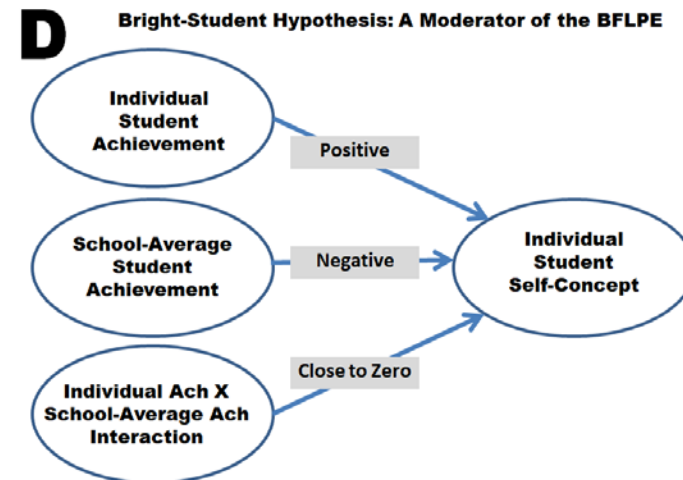 D
Bright-Student Hypothesis: A Moderator of the BFLPE
Individual
Student
Achievement
Positive
School-Average
Student
Achievement
Negative
Individual
Student
Self-Concept
Individual Ach X
School-Average Ach
Interaction
Close to Zero